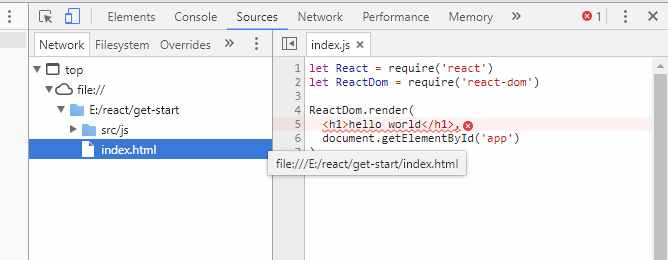 Elements Console Sources Network Performance Memory » 1
Network Filesystem Overrides »
index.js ×
top
file://
E:/react/get-start
src/js
index.html
1 let React = require('react')
2 let ReactDom = require('react-dom')
3
4 ReactDom.render(
5 <h1>hello world</h1>,
6 document.getElementById('app')
file:///E:/react/get-start/index.html